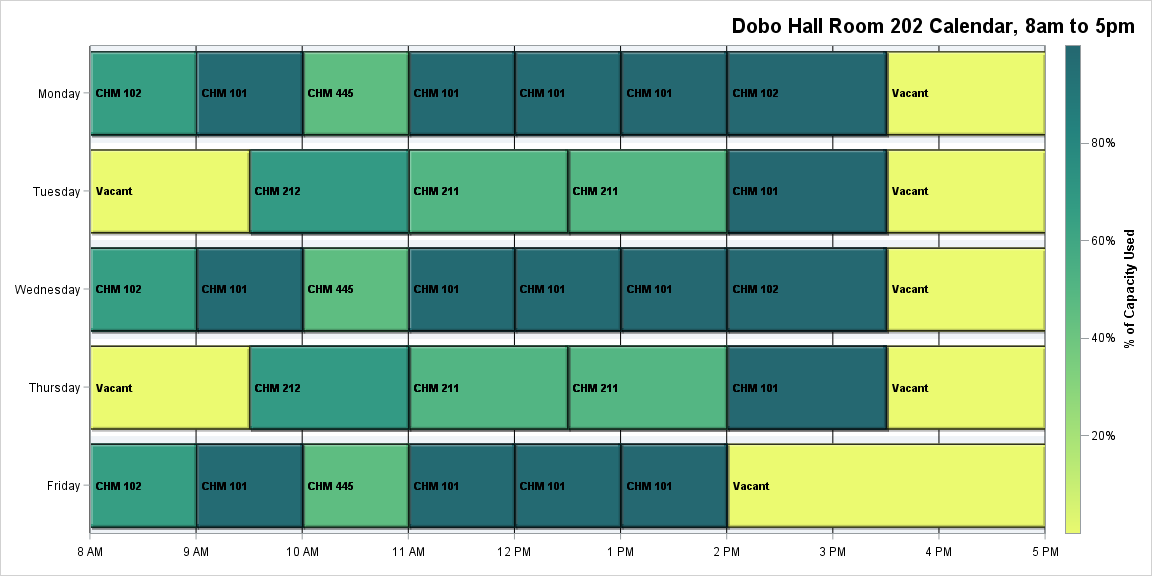 Dobo Hall Room 202 Calendar, 8am to 5pm
Monday CHM 102 CHM 101 CHM 445 CHM 101 CHM 101 CHM 101 CHM 102 Vacant
80%
Tuesday Vacant CHM 212 CHM 211 CHM 211 CHM 101 Vacant
60%
% of Capacity Used
Wednesday CHM 102 CHM 101 CHM 445 CHM 101 CHM 101 CHM 101 CHM 102 Vacant
40%
Thursday Vacant CHM 212 CHM 211 CHM 211 CHM 101 Vacant
20%
Friday CHM 102 CHM 101 CHM 445 CHM 101 CHM 101 CHM 101 Vacant
8 AM 9 AM 10 AM 11 AM 12 PM 1 PM 2 PM 3 PM 4 PM 5 PM